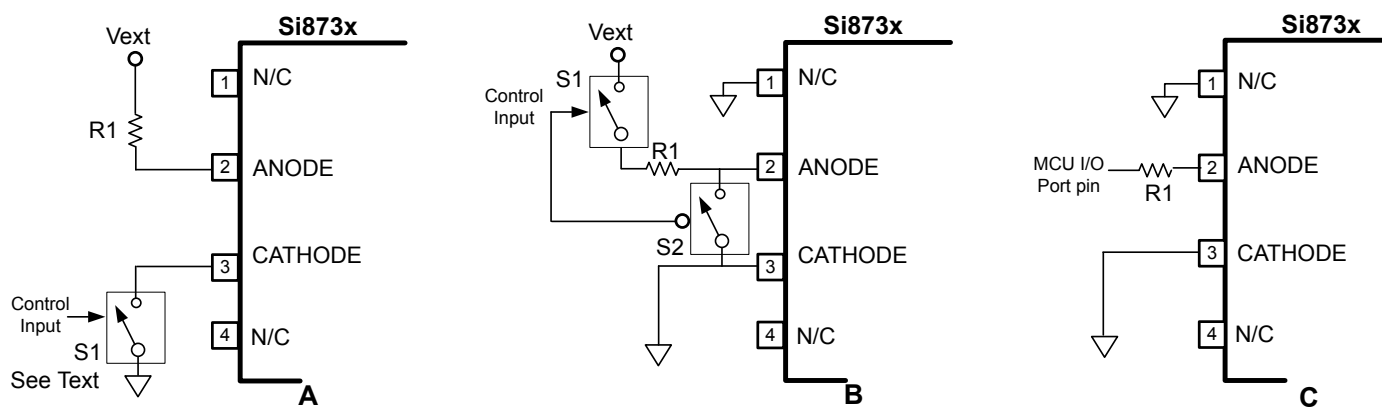 Si873x
Vext
1
N/C
R1
2
ANODE
3
CATHODE
Control
Input
S1
See Text
4
N/C
A
Si873x
Vext
S1
Control
Input
1
N/C
R1
2
ANODE
S2
3
CATHODE
4
N/C
B
Si873x
1
N/C
MCU I/O
Port pin
R1
2
ANODE
3
CATHODE
4
N/C
C